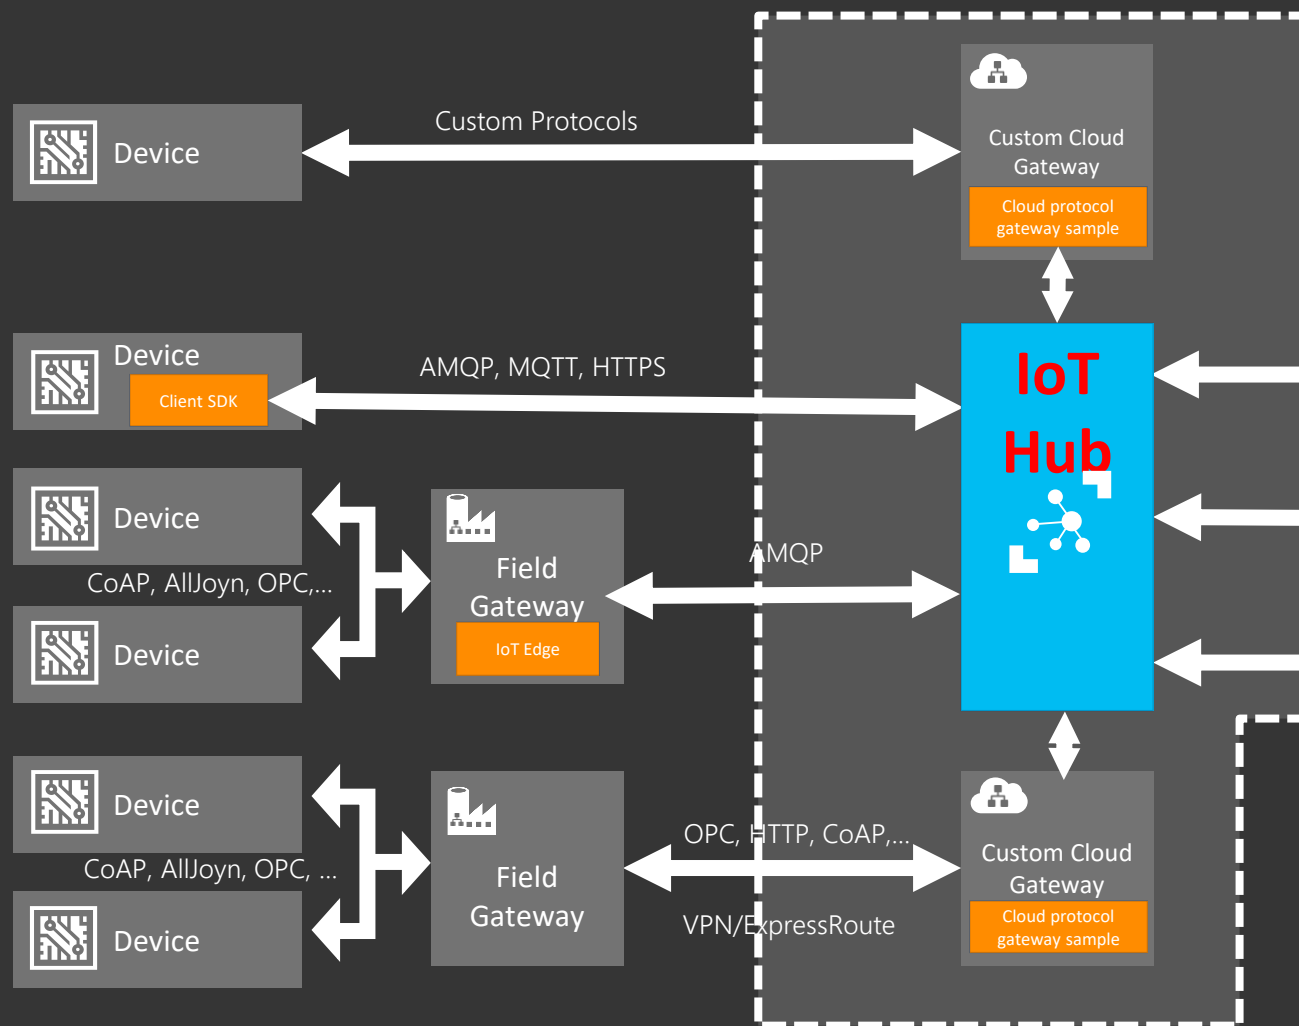 Custom Protocols
Device
Custom Cloud
Gateway
Cloud protocol
gateway sample
Device
Client SDK
AMQP, MQTT, HTTPS
IoT
Hub
Device
CoAP, AllJoyn, OPC,...
Device
Field
Gateway
IoT Edge
AMQP
Device
CoAP, AllJoyn, OPC, ...
Device
Field
Gateway
OPC, HTTP, CoAP,...
VPN/ExpressRoute
Custom Cloud
Gateway
Cloud protocol
gateway sample